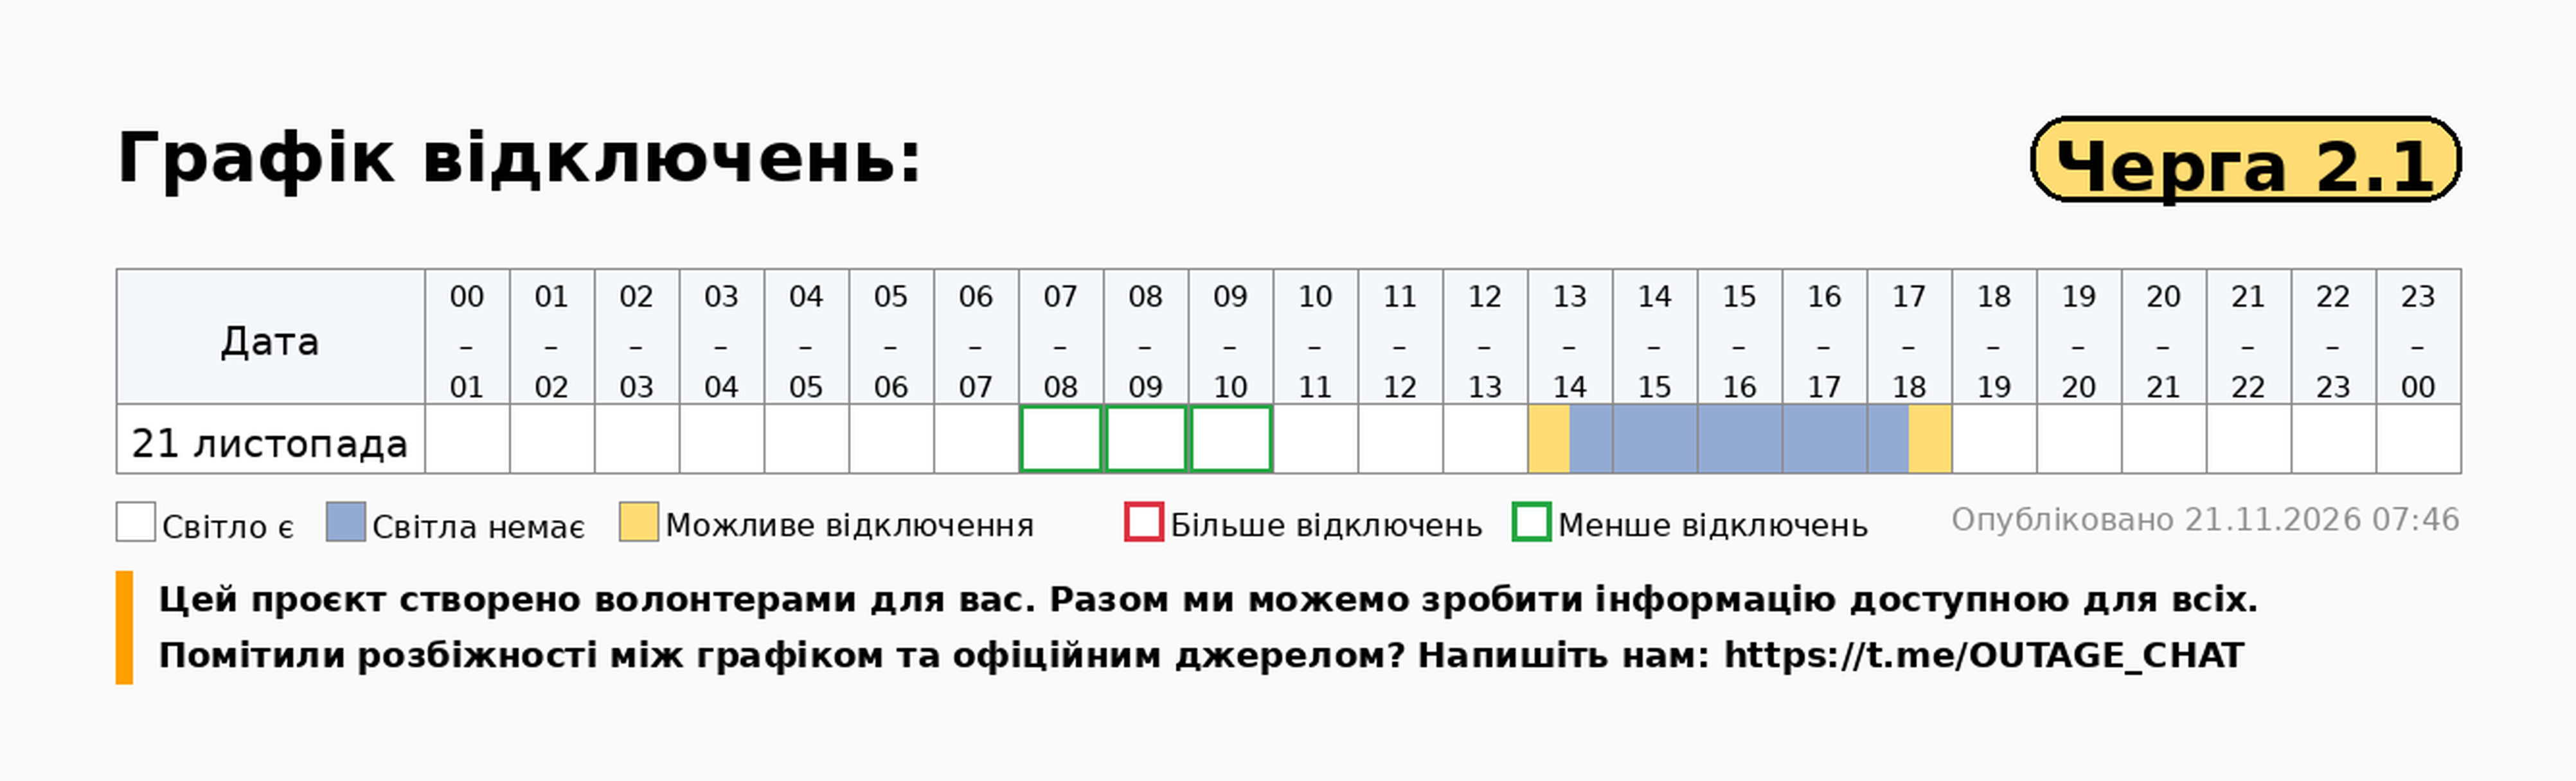 Графік відключень:
Черга 2.1
Дата
00 – 01
01 – 02
02 – 03
03 – 04
04 – 05
05 – 06
06 – 07
07 – 08
08 – 09
09 – 10
10 – 11
11 – 12
12 – 13
13 – 14
14 – 15
15 – 16
16 – 17
17 – 18
18 – 19
19 – 20
20 – 21
21 – 22
22 – 23
23 – 00
21 листопада
Світло є
Світла немає
Можливе відключення
Більше відключень
Менше відключень
Опубліковано 21.11.2026 07:46
Цей проєкт створено волонтерами для вас. Разом ми можемо зробити інформацію доступною для всіх.
Помітили розбіжності між графіком та офіційним джерелом? Напишіть нам: https://t.me/OUTAGE_CHAT